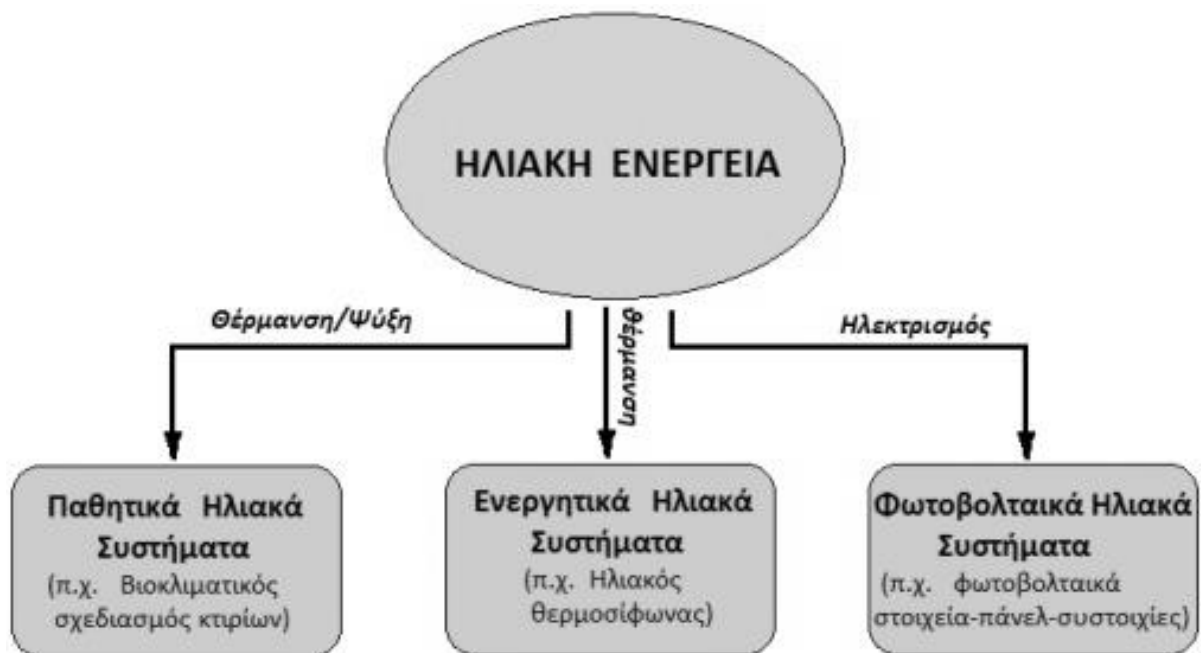 ΗΛΙΑΚΗ ΕΝΕΡΓΕΙΑ
Θέρμανση/Ψύξη
θέρμανση
Ηλεκτρισμός
Παθητικά Ηλιακά
Συστήματα
(π.χ. Βιοκλιματικός
σχεδιασμός κτιρίων)
Ενεργητικά Ηλιακά
Συστήματα
(π.χ. Ηλιακός
θερμοσίφωνας)
Φωτοβολταικά Ηλιακά
Συστήματα
(π.χ. φωτοβολταικά
στοιχεία-πάνελ-συστοιχίες)